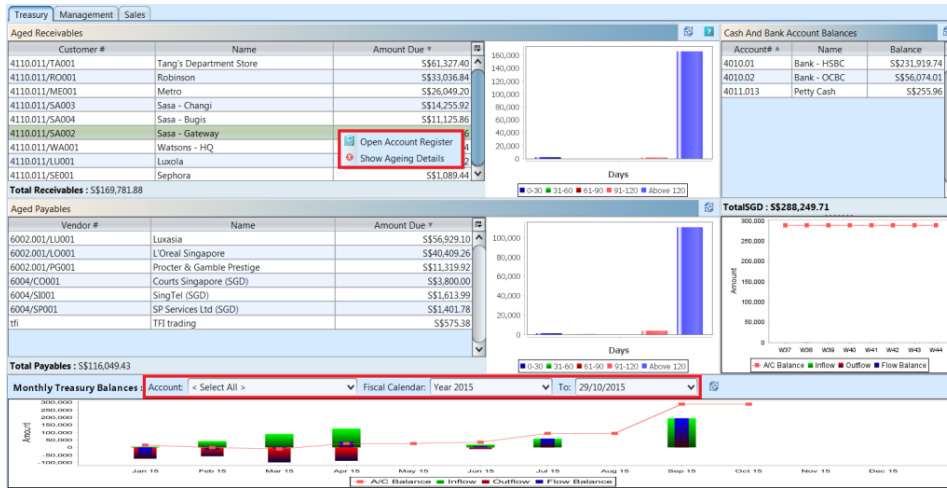 Treasury Management Sales
Aged Receivables
Customer # Name Amount Due
4110.011/TA001 Tang's Department Store S$61,327.40
4110.011/RO001 Robinson S$33,036.84
4110.011/ME001 Metro S$26,049.20
4110.011/SA003 Sasa - Changi S$14,255.92
4110.011/SA004 Sasa - Bugis S$11,125.86
4110.011/SA002 Sasa - Gateway 6
4110.011/WA001 Watsons - HQ 4
4110.011/LU001 Luxola 2
4110.011/SE001 Sephora S$1,089.44
Open Account Register
Show Ageing Details
Total Receivables : S$169,781.88
160,000
140,000
120,000
100,000
80,000
60,000
40,000
20,000
0
Days
0-30 31-60 61-90 91-120 Above 120
Cash And Bank Account Balances
Account# Name Balance
4010.01 Bank - HSBC S$231,919.74
4010.02 Bank - OCBC S$56,074.01
4011.013 Petty Cash S$255.96
TotalSGD : S$288,249.71
Aged Payables
Vendor # Name Amount Due
6002.001/LU001 Luxasia S$56,929.10
6002.001/LO001 L'Oreal Singapore S$40,409.26
6002.001/PG001 Procter & Gamble Prestige S$11,319.92
6004/CO001 Courts Singapore (SGD) S$3,800.00
6004/SI001 SingTel (SGD) S$1,613.99
6004/SP001 SP Services Ltd (SGD) S$1,401.78
tfi TFI trading S$575.38
Total Payables : S$116,049.43
100,000
80,000
60,000
40,000
20,000
0
Days
0-30 31-60 61-90 91-120 Above 120
300,000
250,000
200,000
150,000
100,000
50,000
0
Amount
W37 W38 W39 W40 W41 W42 W43 W44
A/C Balance Inflow Outflow Flow Balance
Monthly Treasury Balances : Account: < Select All > Fiscal Calendar: Year 2015 To: 29/10/2015
300,000
250,000
200,000
150,000
100,000
50,000
0
-50,000
-100,000
Amount
Jan 15 Feb 15 Mar 15 Apr 15 May 15 Jun 15 Jul 15 Aug 15 Sep 15 Oct 15 Nov 15 Dec 15
A/C Balance Inflow Outflow Flow Balance